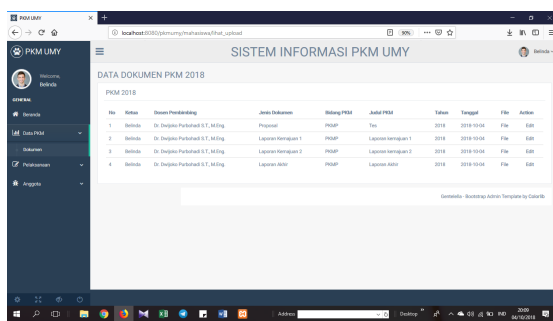 PKM UMY
localhost:8080/pkmumy/mahasiswa/lihat_upload
90%
PKM UMY
SISTEM INFORMASI PKM UMY
Belinda
Welcome,
Belinda
GENERAL
Beranda
Data PKM
Dokumen
Pelaksanaan
Anggota
DATA DOKUMEN PKM 2018
PKM 2018
No Ketua Dosen Pembimbing Jenis Dokumen Bidang PKM Judul PKM Tahun Tanggal File Action
1 Belinda Dr. Dwijoko Purbohadi S.T., M.Eng. Proposal PKMP Tes 2018 2018-10-04 File Edit
2 Belinda Dr. Dwijoko Purbohadi S.T., M.Eng. Laporan Kemajuan 1 PKMP Laporan kemajuan 1 2018 2018-10-04 File Edit
3 Belinda Dr. Dwijoko Purbohadi S.T., M.Eng. Laporan Kemajuan 2 PKMP Laporan kemajuan 2 2018 2018-10-04 File Edit
4 Belinda Dr. Dwijoko Purbohadi S.T., M.Eng. Laporan Akhir PKMP Laporan Akhir 2018 2018-10-04 File Edit
Gentelella - Bootstrap Admin Template by Colorlib
Address
Desktop
IND
20:09
04/10/2018